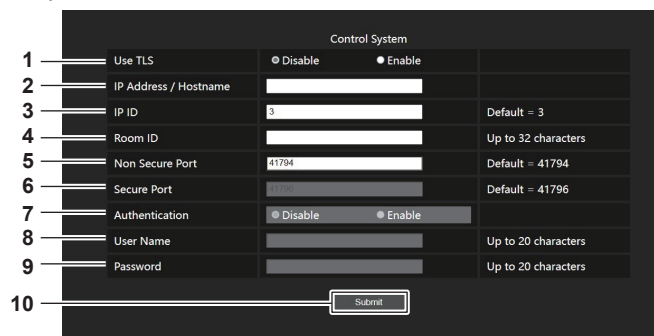 Control System
1 Use TLS Disable Enable
2 IP Address / Hostname
3 IP ID 3 Default = 3
4 Room ID Up to 32 characters
5 Non Secure Port 41794 Default = 41794
6 Secure Port 41796 Default = 41796
7 Authentication Disable Enable
8 User Name Up to 20 characters
9 Password Up to 20 characters
10 Submit